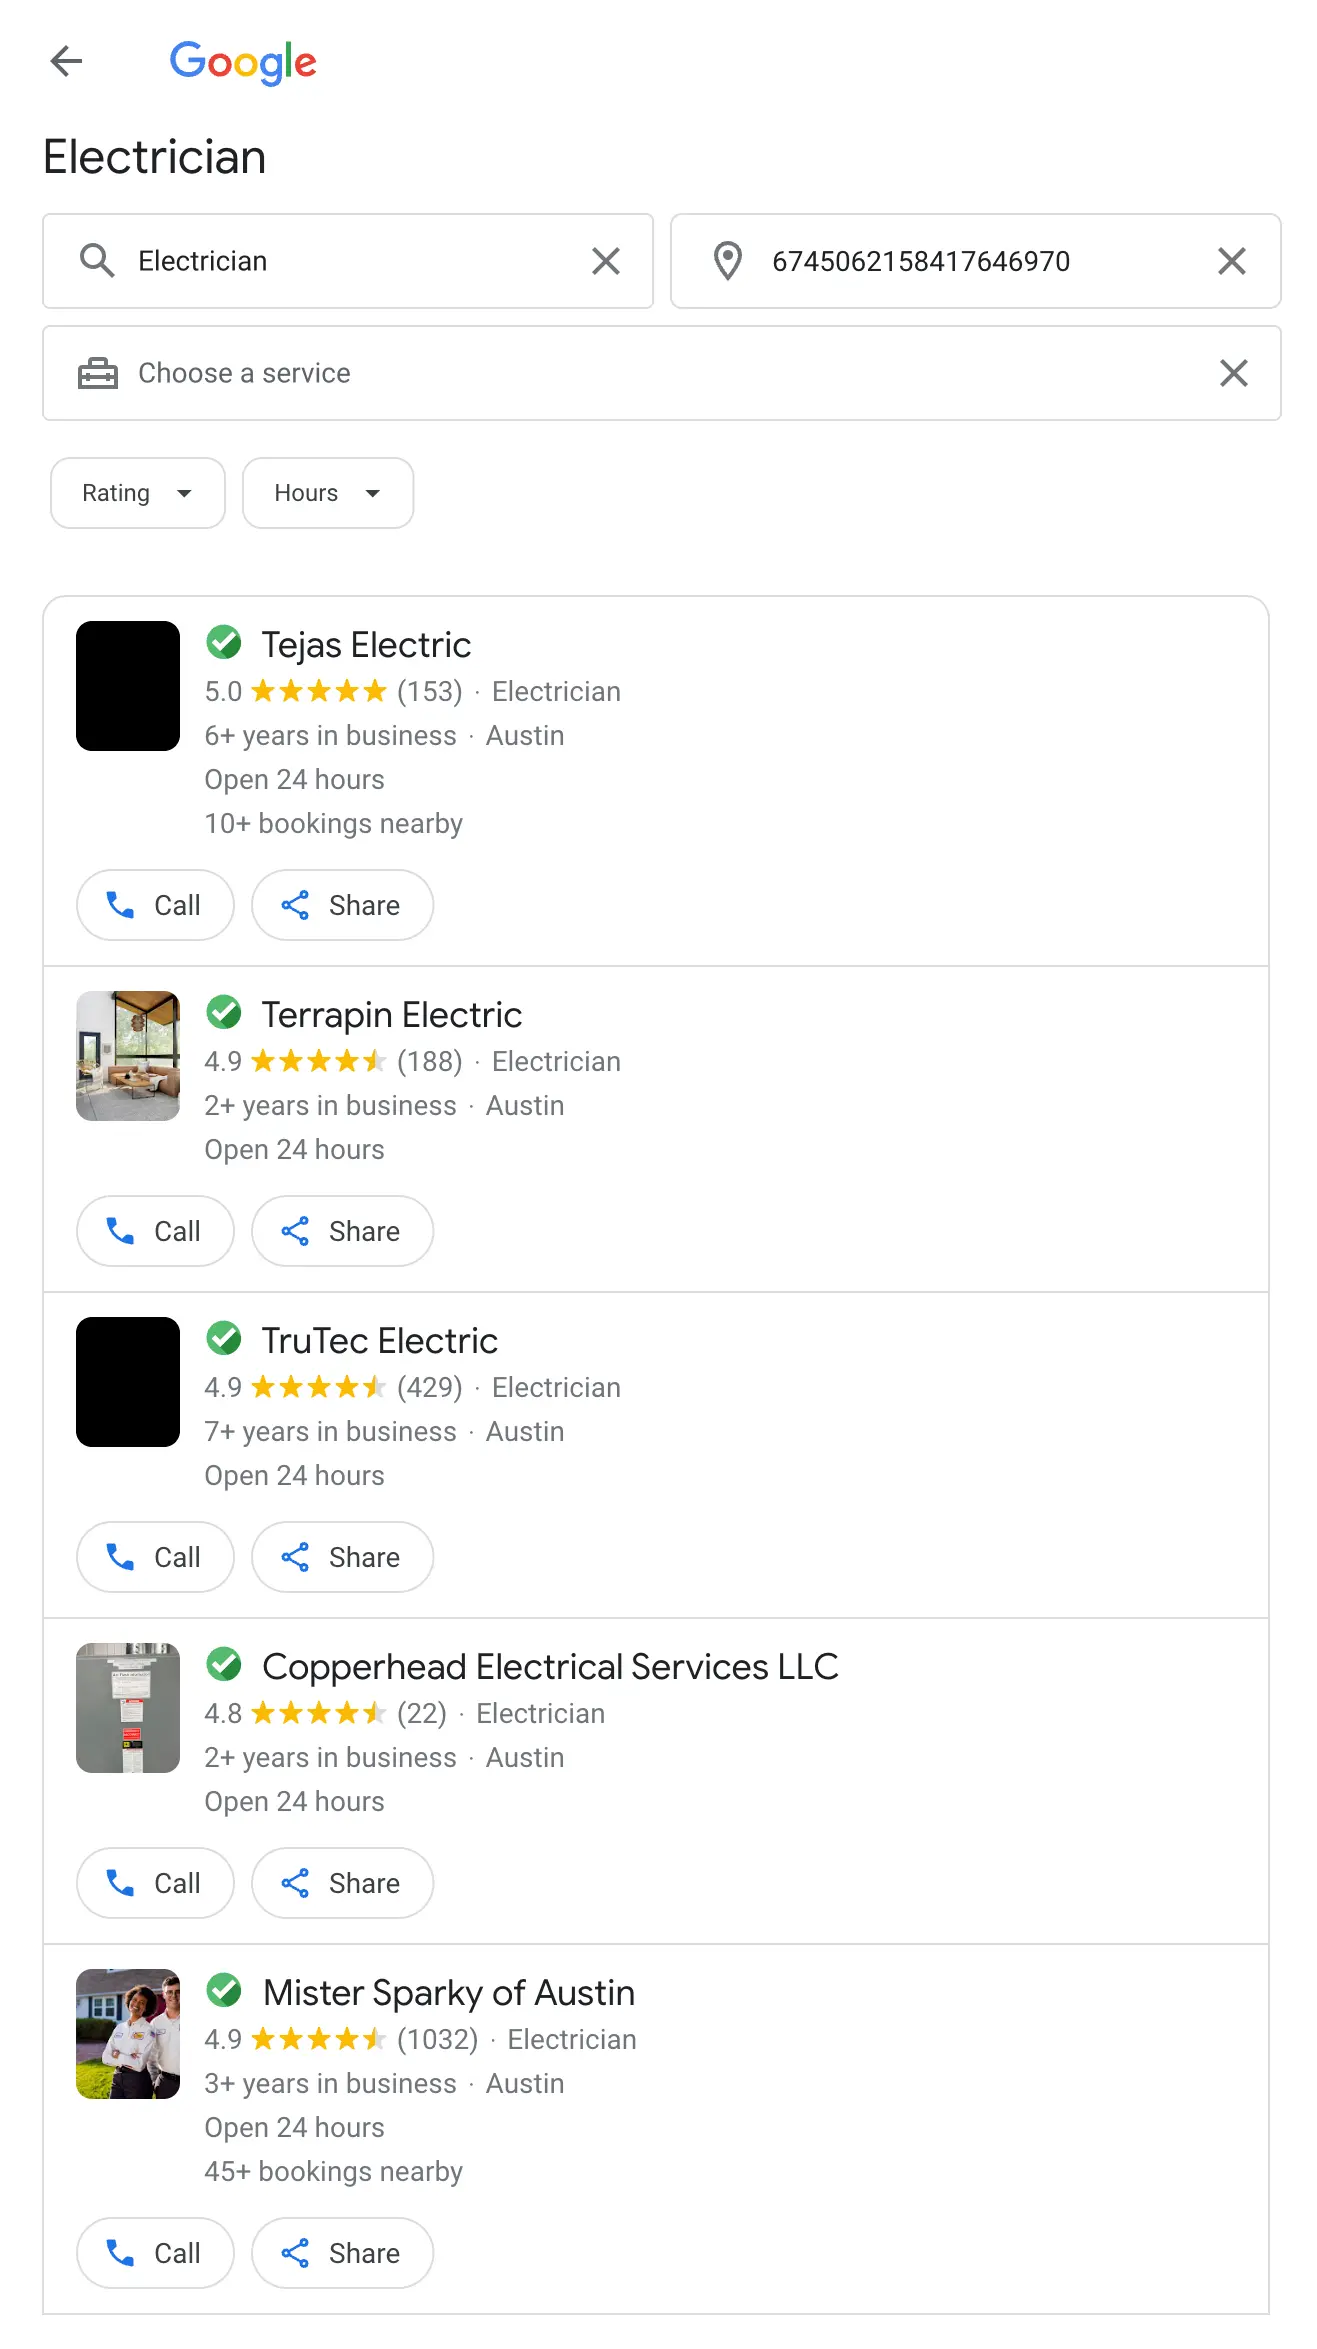 Google
Electrician
Electrician
6745062158417646970
Choose a service
Rating
Hours
Tejas Electric
5.0 (153) · Electrician
6+ years in business · Austin
Open 24 hours
10+ bookings nearby
Call
Share
Terrapin Electric
4.9 (188) · Electrician
2+ years in business · Austin
Open 24 hours
Call
Share
TruTec Electric
4.9 (429) · Electrician
7+ years in business · Austin
Open 24 hours
Call
Share
Copperhead Electrical Services LLC
4.8 (22) · Electrician
2+ years in business · Austin
Open 24 hours
Call
Share
Mister Sparky of Austin
4.9 (1032) · Electrician
3+ years in business · Austin
Open 24 hours
45+ bookings nearby
Call
Share